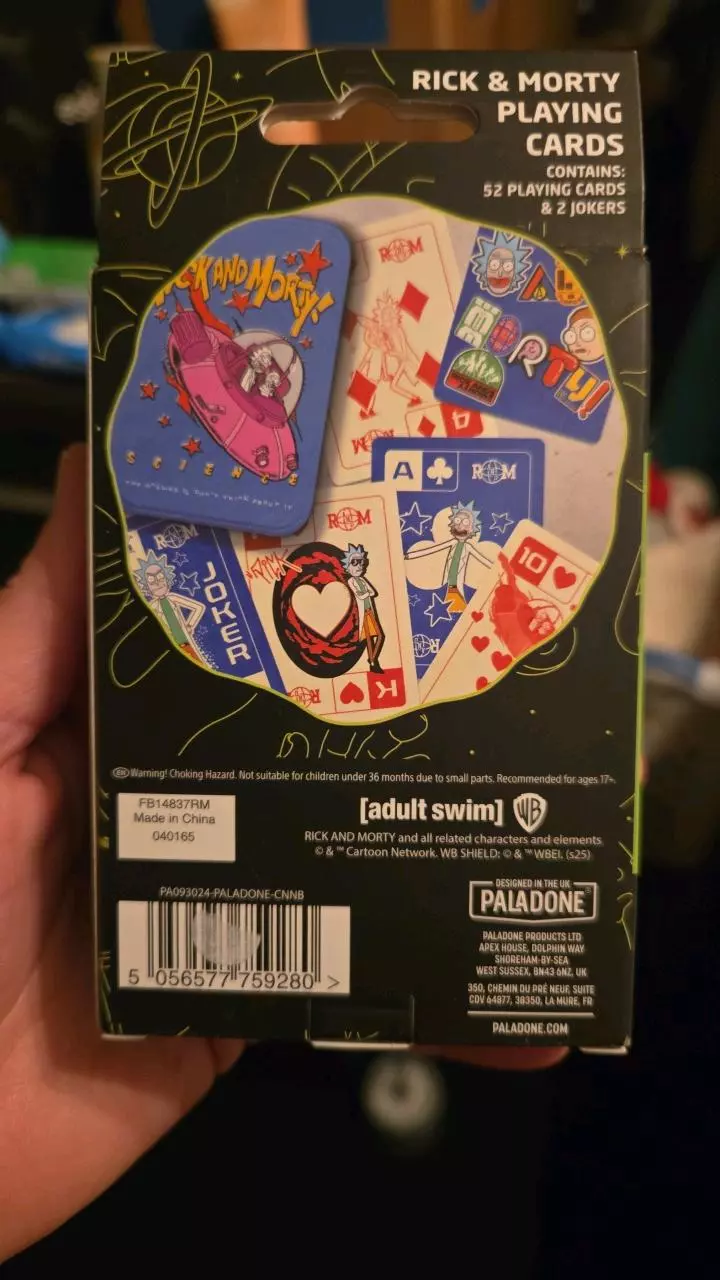 RICK & MORTY
PLAYING
CARDS
CONTAINS:
52 PLAYING CARDS
& 2 JOKERS
RICK AND MORTY!
SCIENCE
R M
4
MORTY!
A
R M
R M
JOKER
10
K
EN Warning! Choking Hazard. Not suitable for children under 36 months due to small parts. Recommended for ages 17+.
FB14837RM
Made in China
040165
[adult swim] WB
RICK AND MORTY and all related characters and elements
© & ™ Cartoon Network. WB SHIELD: © & ™ WBEI. (s25)
PA093024-PALADONE-CNNB
5 056577 759280 >
DESIGNED IN THE UK
PALADONE®
PALADONE PRODUCTS LTD
APEX HOUSE, DOLPHIN WAY
SHOREHAM-BY-SEA
WEST SUSSEX, BN43 6NZ, UK
350, CHEMIN DU PRÉ NEUF, SUITE
CDV 64877, 38350, LA MURE, FR
PALADONE.COM